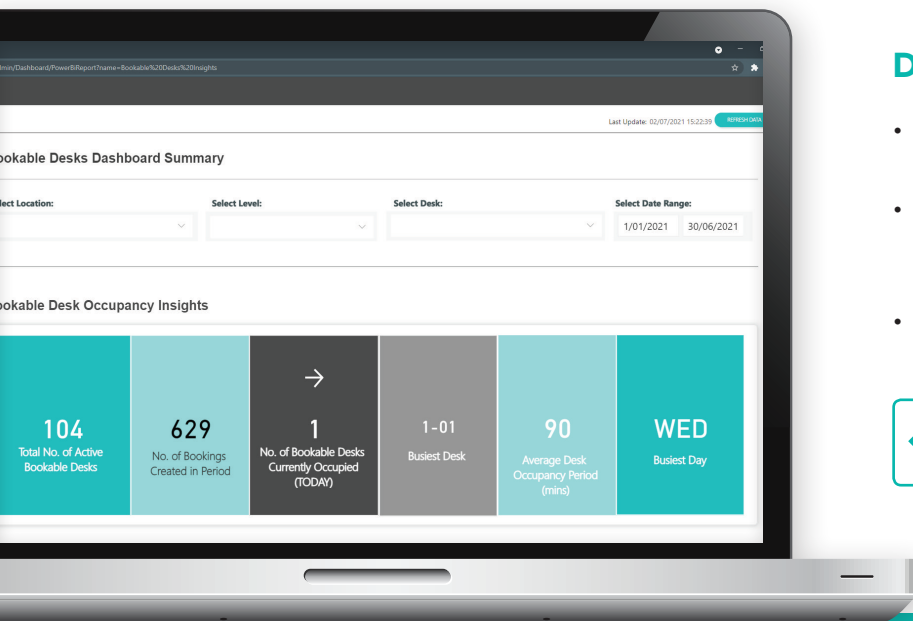 dmin/Dashboard/PowerBIReport?name=Bookable%20Desks%20Insights
Last Update: 02/07/2021 15:22:39 REFRESH DATA
ookable Desks Dashboard Summary
lect Location: Select Level: Select Desk: Select Date Range:
1/01/2021 30/06/2021
ookable Desk Occupancy Insights
104
Total No. of Active
Bookable Desks
629
No. of Bookings
Created in Period
1
No. of Bookable Desks
Currently Occupied
(TODAY)
1-01
Busiest Desk
90
Average Desk
Occupancy Period
(mins)
WED
Busiest Day
D